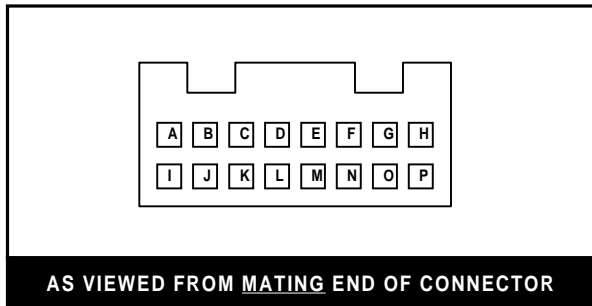 A B C D E F G H
I J K L M N O P
AS VIEWED FROM MATING END OF CONNECTOR